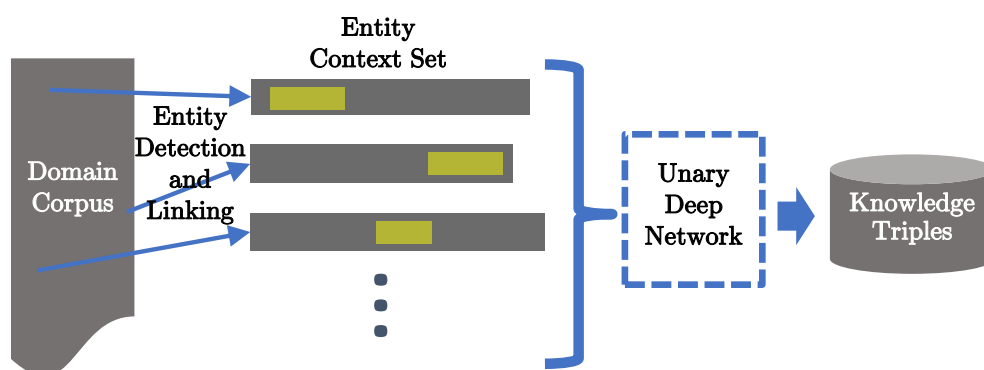 Entity
Context Set
Entity
Detection
and
Linking
Domain
Corpus
Unary
Deep
Network
Knowledge
Triples